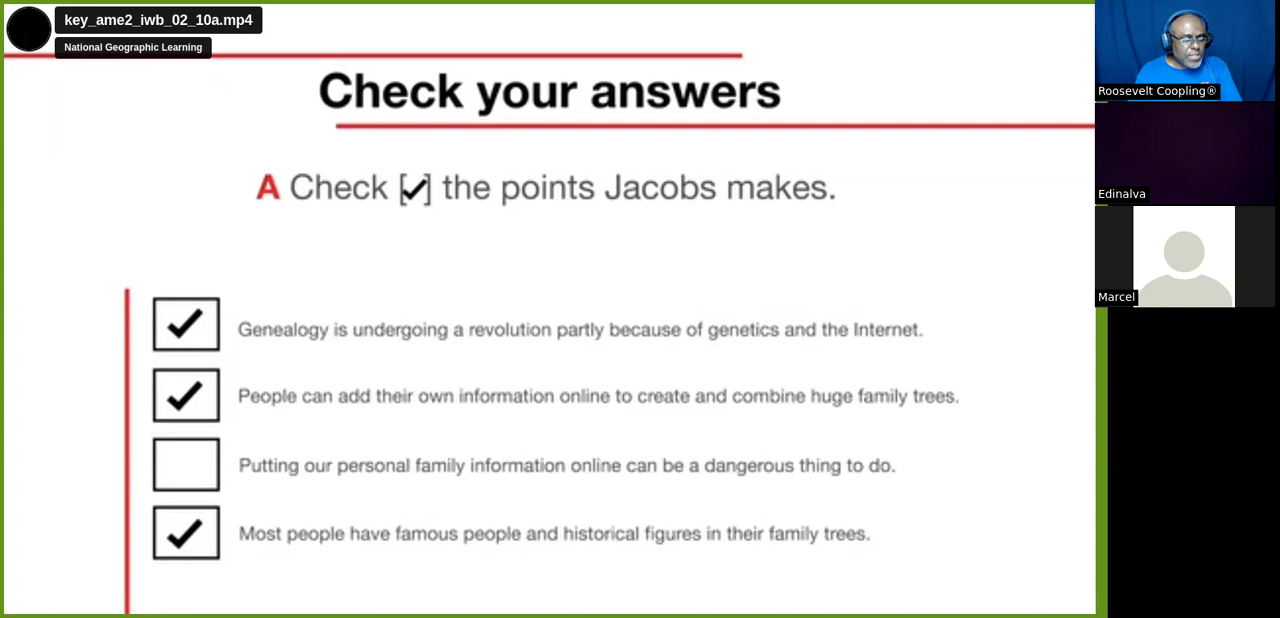 key_ame2_iwb_02_10a.mp4
National Geographic Learning
Check your answers
A Check [✓] the points Jacobs makes.
Genealogy is undergoing a revolution partly because of genetics and the Internet.
People can add their own information online to create and combine huge family trees.
Putting our personal family information online can be a dangerous thing to do.
Most people have famous people and historical figures in their family trees.
Roosevelt Coopling®
Edinalva
Marcel